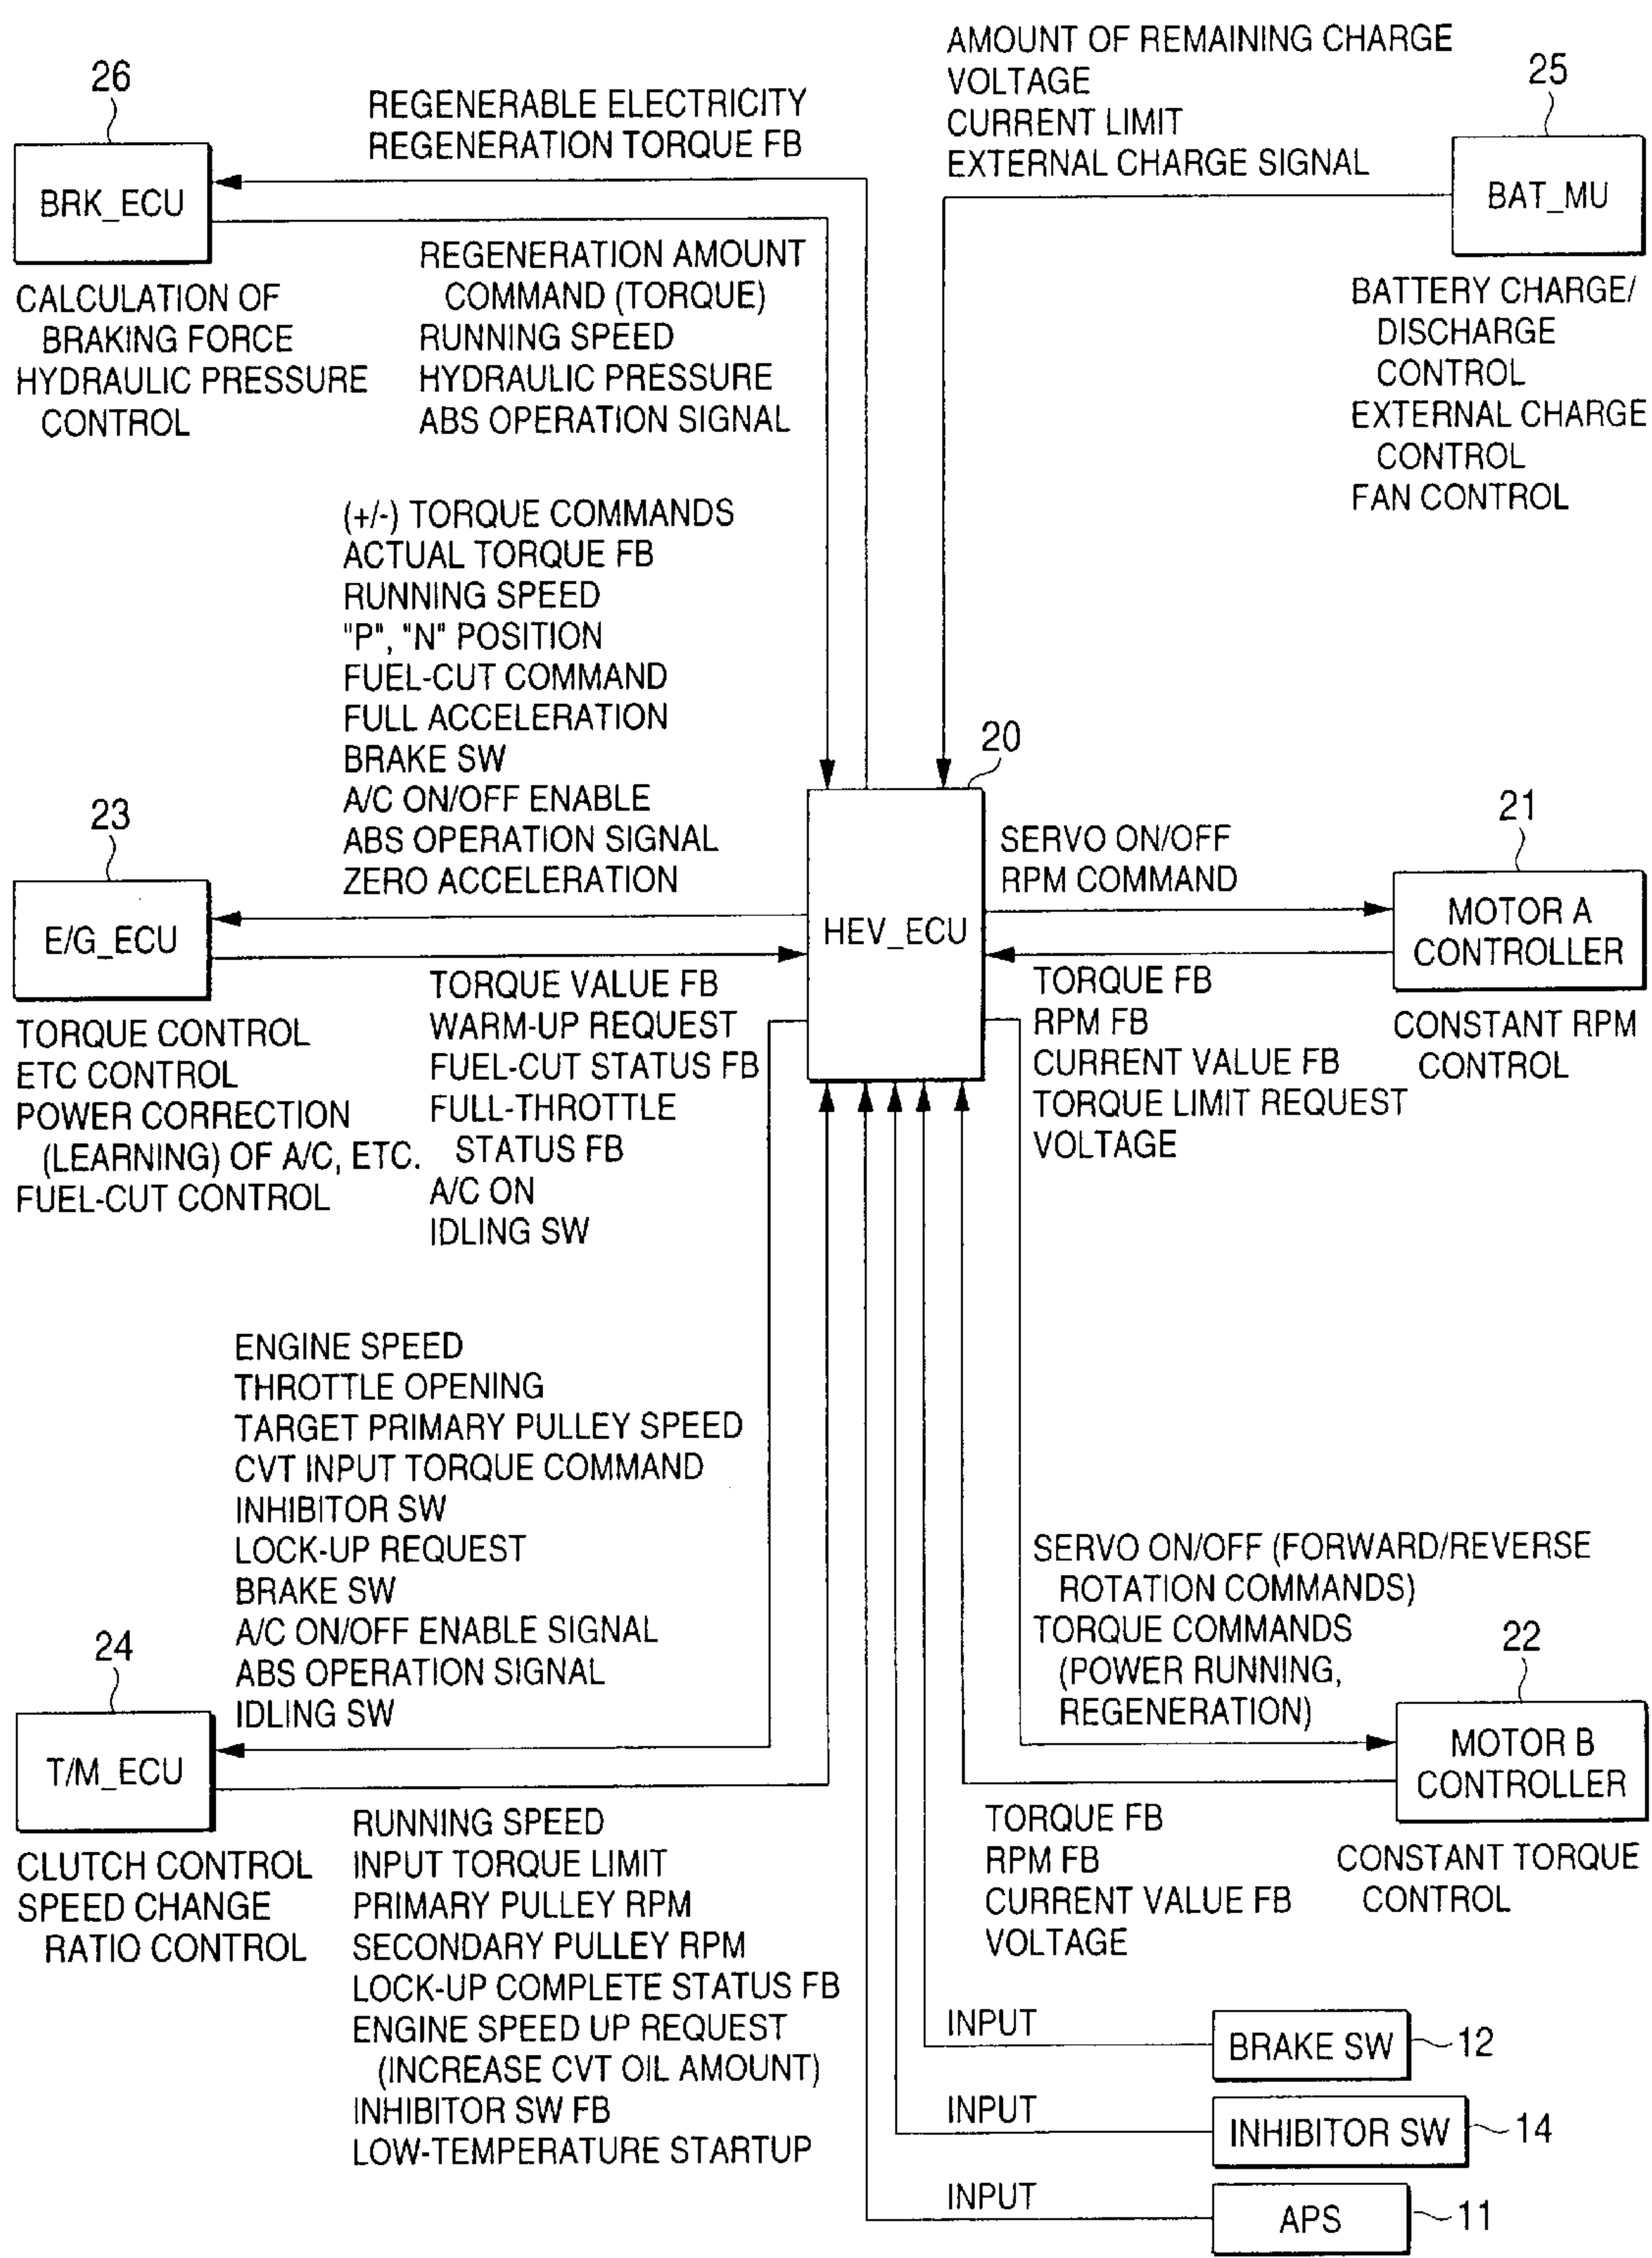 26
BRK_ECU
CALCULATION OF
BRAKING FORCE
HYDRAULIC PRESSURE
CONTROL
REGENERABLE ELECTRICITY
REGENERATION TORQUE FB
REGENERATION AMOUNT
COMMAND (TORQUE)
RUNNING SPEED
HYDRAULIC PRESSURE
ABS OPERATION SIGNAL
AMOUNT OF REMAINING CHARGE
VOLTAGE
CURRENT LIMIT
EXTERNAL CHARGE SIGNAL
25
BAT_MU
BATTERY CHARGE/
DISCHARGE
CONTROL
EXTERNAL CHARGE
CONTROL
FAN CONTROL
(+/-) TORQUE COMMANDS
ACTUAL TORQUE FB
RUNNING SPEED
"P", "N" POSITION
FUEL-CUT COMMAND
FULL ACCELERATION
BRAKE SW
A/C ON/OFF ENABLE
ABS OPERATION SIGNAL
ZERO ACCELERATION
23
E/G_ECU
TORQUE CONTROL
ETC CONTROL
POWER CORRECTION
(LEARNING) OF A/C, ETC.
FUEL-CUT CONTROL
TORQUE VALUE FB
WARM-UP REQUEST
FUEL-CUT STATUS FB
FULL-THROTTLE
STATUS FB
A/C ON
IDLING SW
20
HEV_ECU
SERVO ON/OFF
RPM COMMAND
21
MOTOR A
CONTROLLER
CONSTANT RPM
CONTROL
TORQUE FB
RPM FB
CURRENT VALUE FB
TORQUE LIMIT REQUEST
VOLTAGE
ENGINE SPEED
THROTTLE OPENING
TARGET PRIMARY PULLEY SPEED
CVT INPUT TORQUE COMMAND
INHIBITOR SW
LOCK-UP REQUEST
BRAKE SW
A/C ON/OFF ENABLE SIGNAL
ABS OPERATION SIGNAL
IDLING SW
24
T/M_ECU
CLUTCH CONTROL
SPEED CHANGE
RATIO CONTROL
RUNNING SPEED
INPUT TORQUE LIMIT
PRIMARY PULLEY RPM
SECONDARY PULLEY RPM
LOCK-UP COMPLETE STATUS FB
ENGINE SPEED UP REQUEST
(INCREASE CVT OIL AMOUNT)
INHIBITOR SW FB
LOW-TEMPERATURE STARTUP
SERVO ON/OFF (FORWARD/REVERSE
ROTATION COMMANDS)
TORQUE COMMANDS
(POWER RUNNING,
REGENERATION)
22
MOTOR B
CONTROLLER
CONSTANT TORQUE
CONTROL
TORQUE FB
RPM FB
CURRENT VALUE FB
VOLTAGE
INPUT
BRAKE SW
12
INPUT
INHIBITOR SW
14
INPUT
APS
11